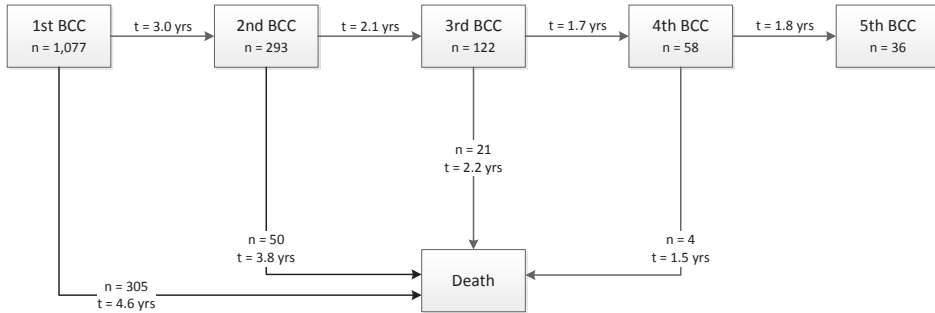 1st BCC
n = 1,077
t = 3.0 yrs
2nd BCC
n = 293
t = 2.1 yrs
3rd BCC
n = 122
t = 1.7 yrs
4th BCC
n = 58
t = 1.8 yrs
5th BCC
n = 36
n = 21
t = 2.2 yrs
n = 50
t = 3.8 yrs
n = 4
t = 1.5 yrs
Death
n = 305
t = 4.6 yrs